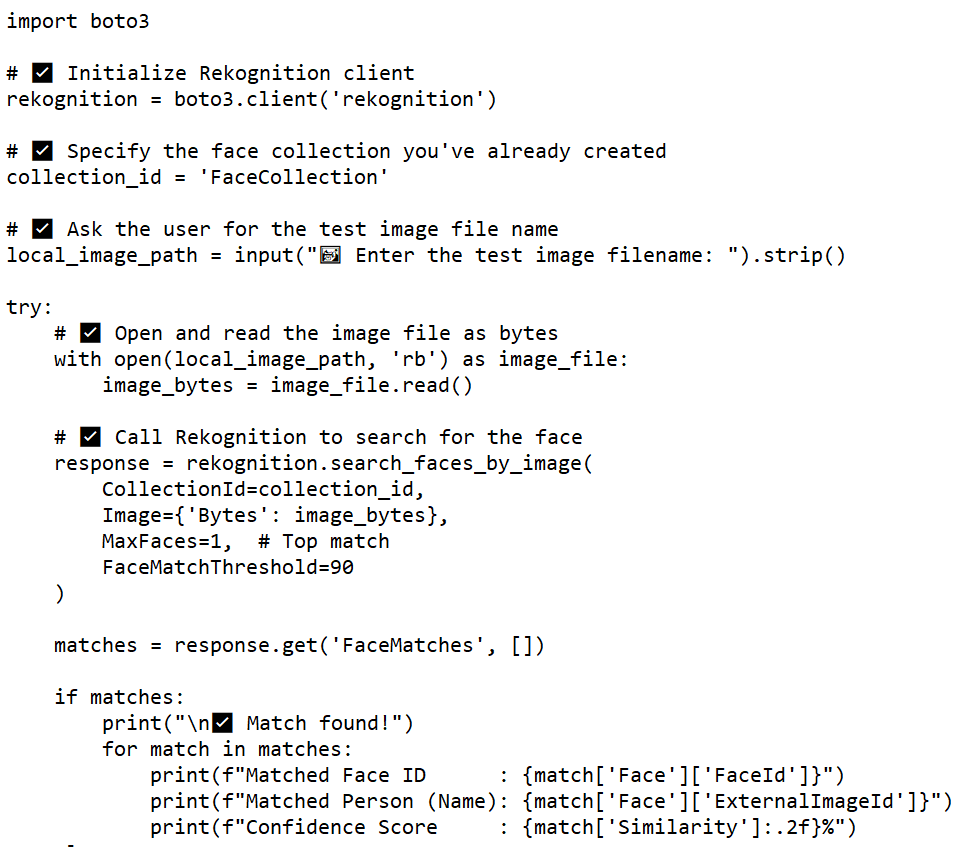 import boto3
# ✅ Initialize Rekognition client
rekognition = boto3.client('rekognition')
# ✅ Specify the face collection you've already created
collection_id = 'FaceCollection'
# ✅ Ask the user for the test image file name
local_image_path = input("📷 Enter the test image filename: ").strip()
try:
    # ✅ Open and read the image file as bytes
    with open(local_image_path, 'rb') as image_file:
        image_bytes = image_file.read()
    # ✅ Call Rekognition to search for the face
    response = rekognition.search_faces_by_image(
        CollectionId=collection_id,
        Image={'Bytes': image_bytes},
        MaxFaces=1,  # Top match
        FaceMatchThreshold=90
    )
    matches = response.get('FaceMatches', [])
    if matches:
        print("\n✅ Match found!")
        for match in matches:
            print(f"Matched Face ID      : {match['Face']['FaceId']}")
            print(f"Matched Person (Name): {match['Face']['ExternalImageId']}")
            print(f"Confidence Score     : {match['Similarity']:.2f}%")